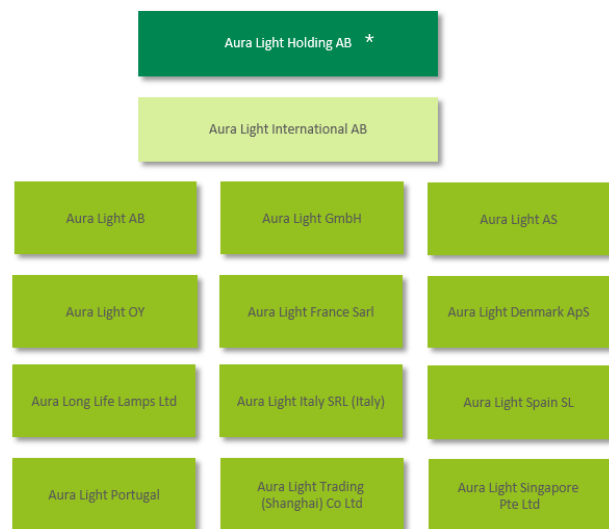 Aura Light Holding AB *
Aura Light International AB
Aura Light AB
Aura Light GmbH
Aura Light AS
Aura Light OY
Aura Light France Sarl
Aura Light Denmark ApS
Aura Long Life Lamps Ltd
Aura Light Italy SRL (Italy)
Aura Light Spain SL
Aura Light Portugal
Aura Light Trading
(Shanghai) Co Ltd
Aura Light Singapore
Pte Ltd